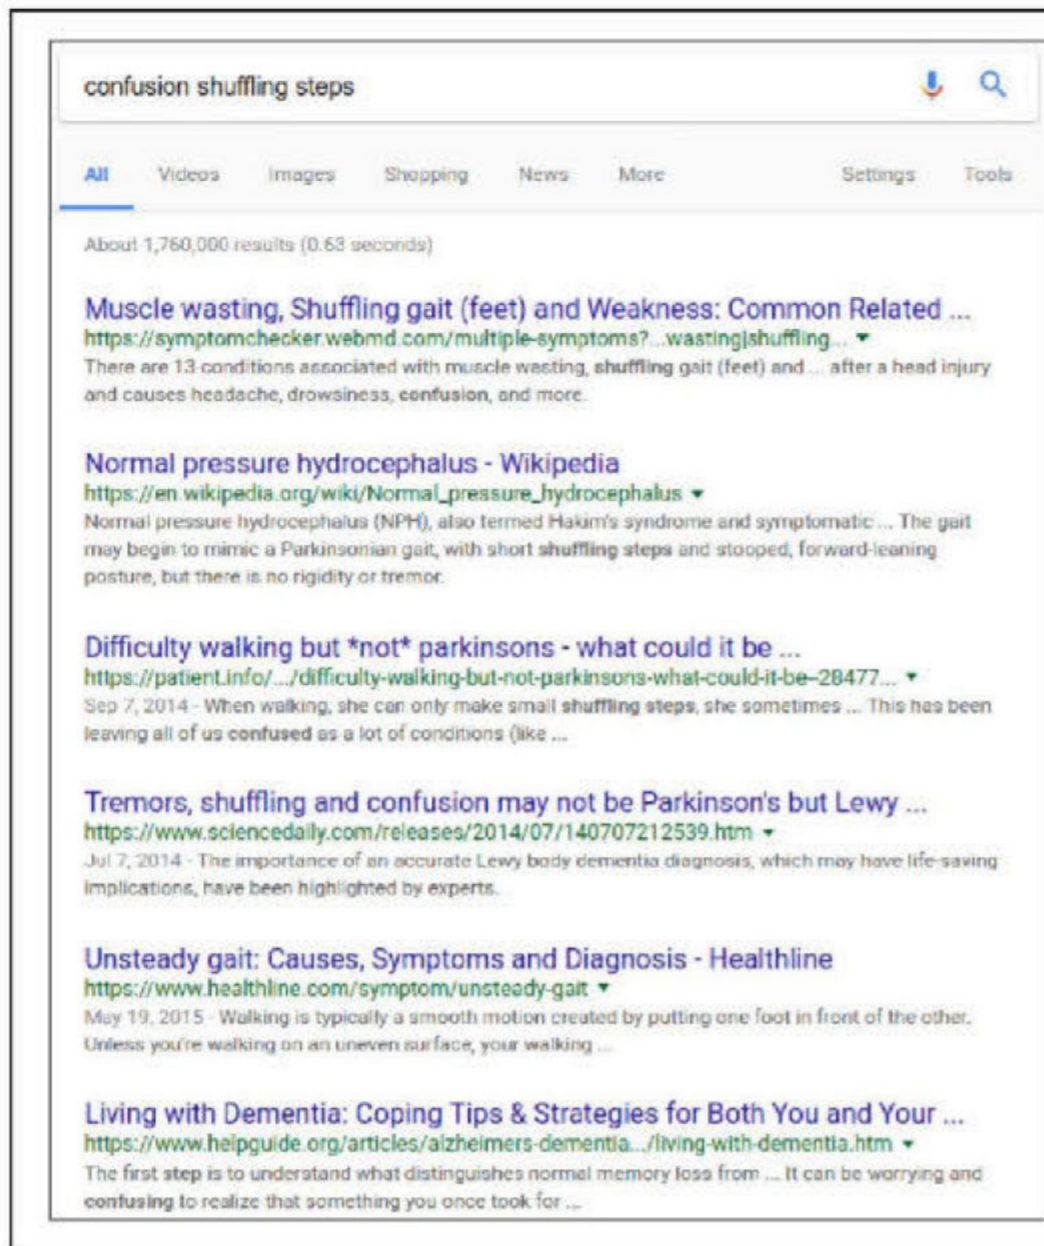 confusion shuffling steps
All Videos Images Shopping News More Settings Tools
About 1,760,000 results (0.63 seconds)
Muscle wasting, Shuffling gait (feet) and Weakness: Common Related ...
https://symptomchecker.webmd.com/multiple-symptoms?...wasting|shuffling...
There are 13 conditions associated with muscle wasting, shuffling gait (feet) and ... after a head injury
and causes headache, drowsiness, confusion, and more.
Normal pressure hydrocephalus - Wikipedia
https://en.wikipedia.org/wiki/Normal_pressure_hydrocephalus
Normal pressure hydrocephalus (NPH), also termed Hakim's syndrome and symptomatic ... The gait
may begin to mimic a Parkinsonian gait, with short shuffling steps and stooped, forward-leaning
posture, but there is no rigidity or tremor.
Difficulty walking but *not* parkinsons - what could it be ...
https://patient.info/.../difficulty-walking-but-not-parkinsons-what-could-it-be--28477...
Sep 7, 2014 - When walking, she can only make small shuffling steps, she sometimes ... This has been
leaving all of us confused as a lot of conditions (like ...
Tremors, shuffling and confusion may not be Parkinson's but Lewy ...
https://www.sciencedaily.com/releases/2014/07/140707212539.htm
Jul 7, 2014 - The importance of an accurate Lewy body dementia diagnosis, which may have life-saving
implications, have been highlighted by experts.
Unsteady gait: Causes, Symptoms and Diagnosis - Healthline
https://www.healthline.com/symptom/unsteady-gait
May 19, 2015 - Walking is typically a smooth motion created by putting one foot in front of the other.
Unless you're walking on an uneven surface, your walking ...
Living with Dementia: Coping Tips & Strategies for Both You and Your ...
https://www.helpguide.org/articles/alzheimers-dementia.../living-with-dementia.htm
The first step is to understand what distinguishes normal memory loss from ... It can be worrying and
confusing to realize that something you once took for ...